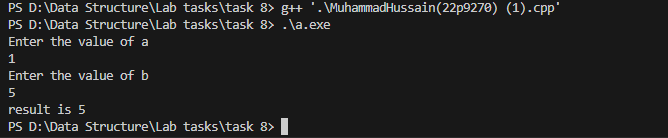 PS D:\Data Structure\Lab tasks\task 8> g++ '.\MuhammadHussain(22p9270) (1).cpp'
PS D:\Data Structure\Lab tasks\task 8> .\a.exe
Enter the value of a
1
Enter the value of b
5
result is 5
PS D:\Data Structure\Lab tasks\task 8>